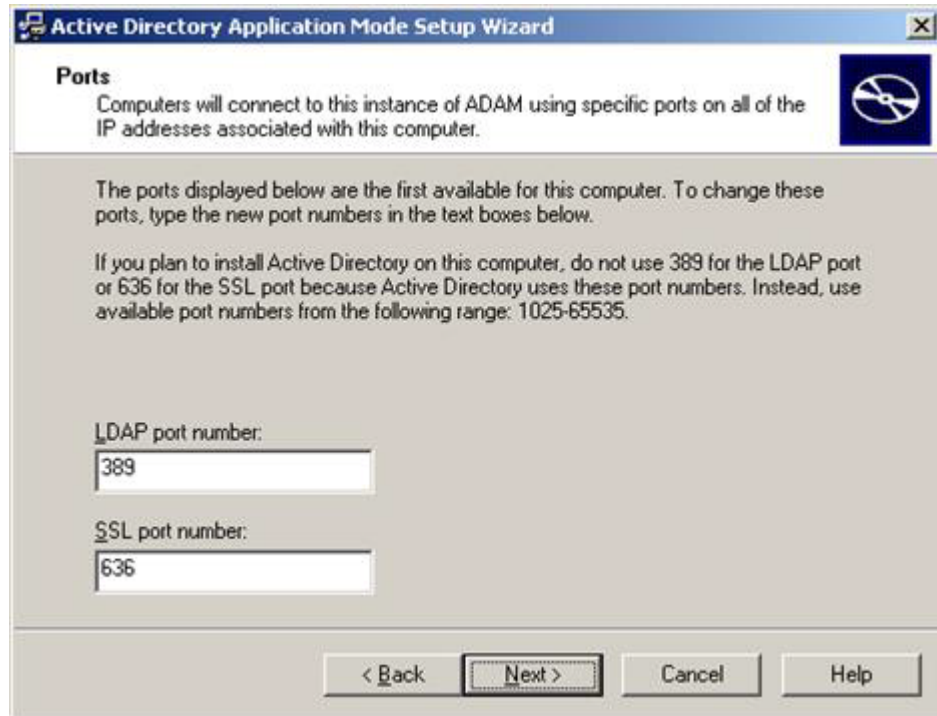 Active Directory Application Mode Setup Wizard
Ports
Computers will connect to this instance of ADAM using specific ports on all of the
IP addresses associated with this computer.
The ports displayed below are the first available for this computer. To change these
ports, type the new port numbers in the text boxes below.
If you plan to install Active Directory on this computer, do not use 389 for the LDAP port
or 636 for the SSL port because Active Directory uses these port numbers. Instead, use
available port numbers from the following range: 1025-65535.
LDAP port number:
389
SSL port number:
636
< Back Next > Cancel Help